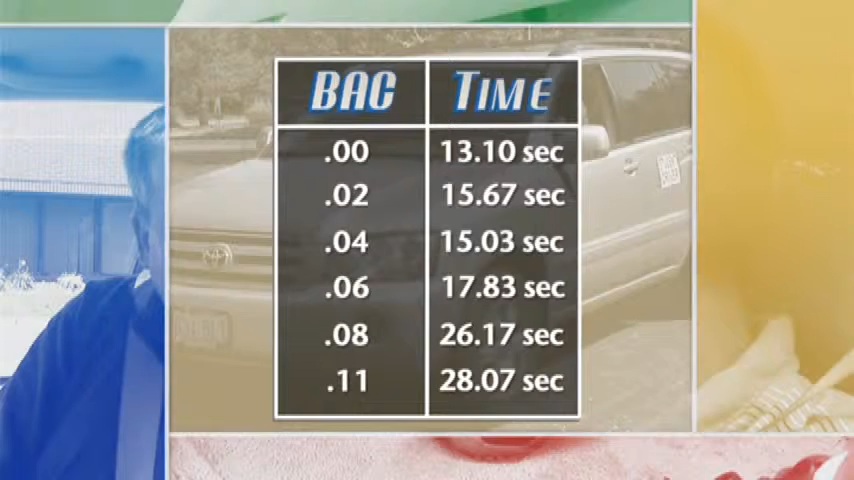 BAC TIME
.00 13.10 sec
.02 15.67 sec
.04 15.03 sec
.06 17.83 sec
.08 26.17 sec
.11 28.07 sec